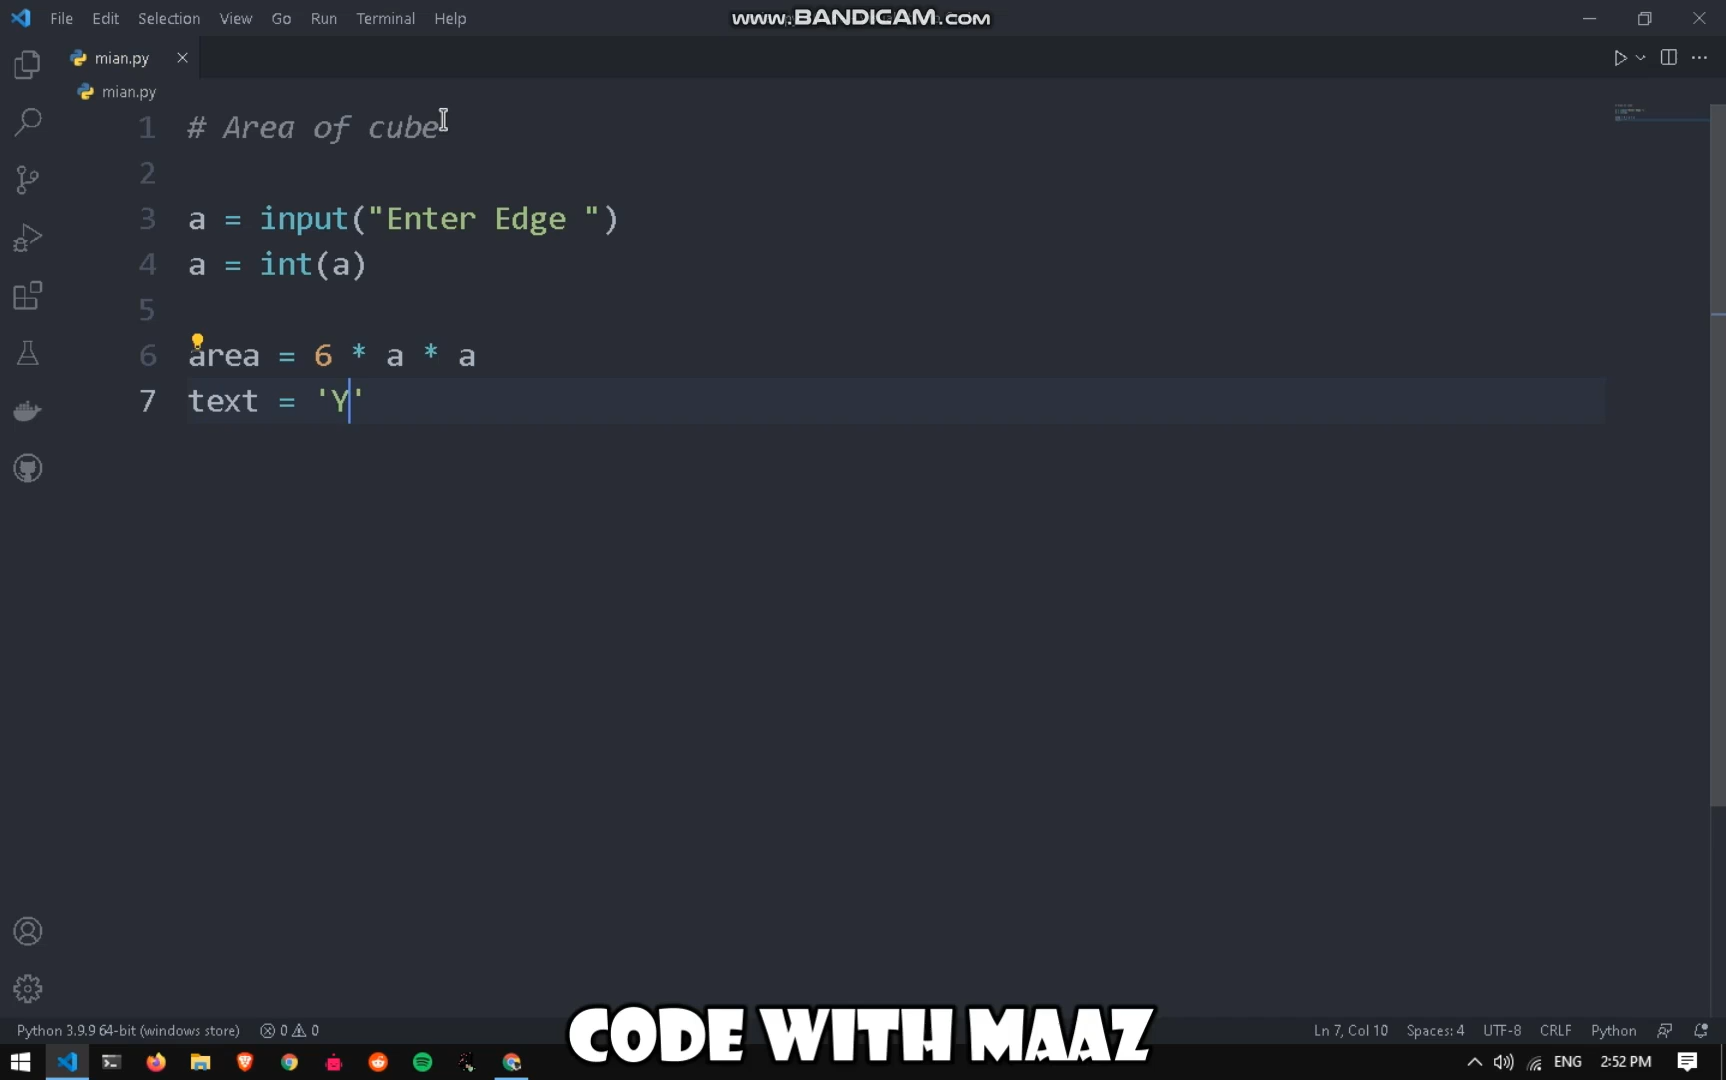 File Edit Selection View Go Run Terminal Help
www.BANDICAM.com
mian.py
mian.py
1 # Area of cube
2
3 a = input("Enter Edge ")
4 a = int(a)
5
6 area = 6 * a * a
7 text = 'Y'
Python 3.9.9 64-bit (windows store) 0 0
Ln 7, Col 10 Spaces: 4 UTF-8 CRLF Python
CODE WITH MAAZ
ENG 2:52 PM